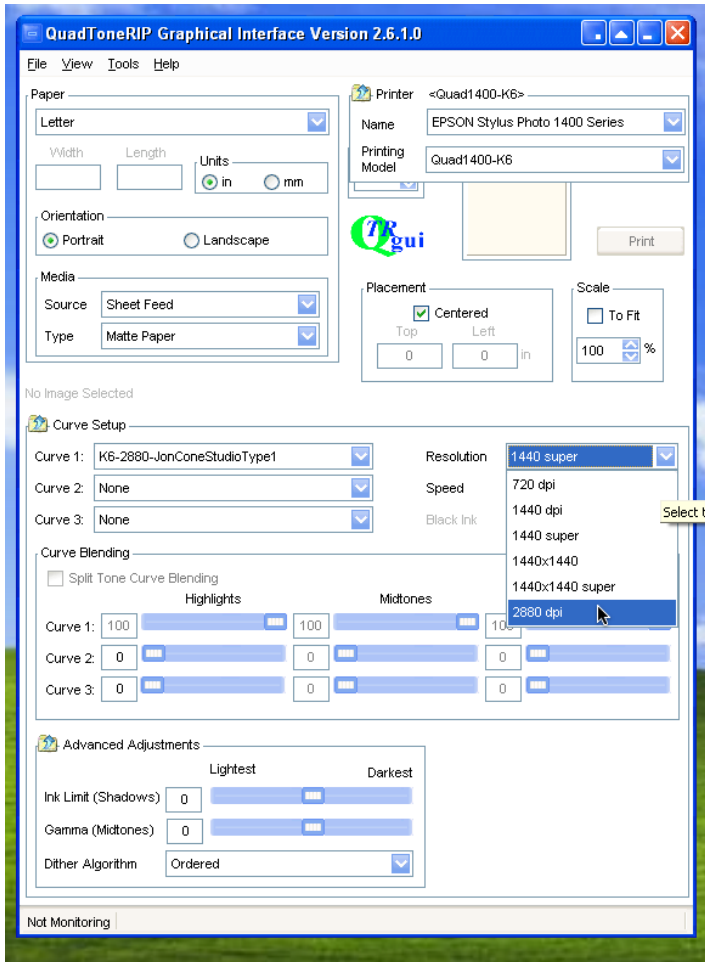 QuadToneRIP Graphical Interface Version 2.6.1.0
File View Tools Help
Paper
Letter
Width Length Units
in mm
Orientation
Portrait Landscape
Media
Source Sheet Feed
Type Matte Paper
Printer <Quad1400-K6>
Name EPSON Stylus Photo 1400 Series
Printing
Model Quad1400-K6
QTR
gui
Print
Placement
Centered
Top Left
0 0 in
Scale
To Fit
100 %
No Image Selected
Curve Setup
Curve 1: K6-2880-JonConeStudioType1
Curve 2: None
Curve 3: None
Resolution 1440 super
Speed
Black Ink
720 dpi
1440 dpi
1440 super
1440x1440
1440x1440 super
2880 dpi
Select t
Curve Blending
Split Tone Curve Blending
Highlights Midtones
Curve 1: 100 100 100
Curve 2: 0 0 0
Curve 3: 0 0 0
Advanced Adjustments
Lightest Darkest
Ink Limit (Shadows) 0
Gamma (Midtones) 0
Dither Algorithm Ordered
Not Monitoring